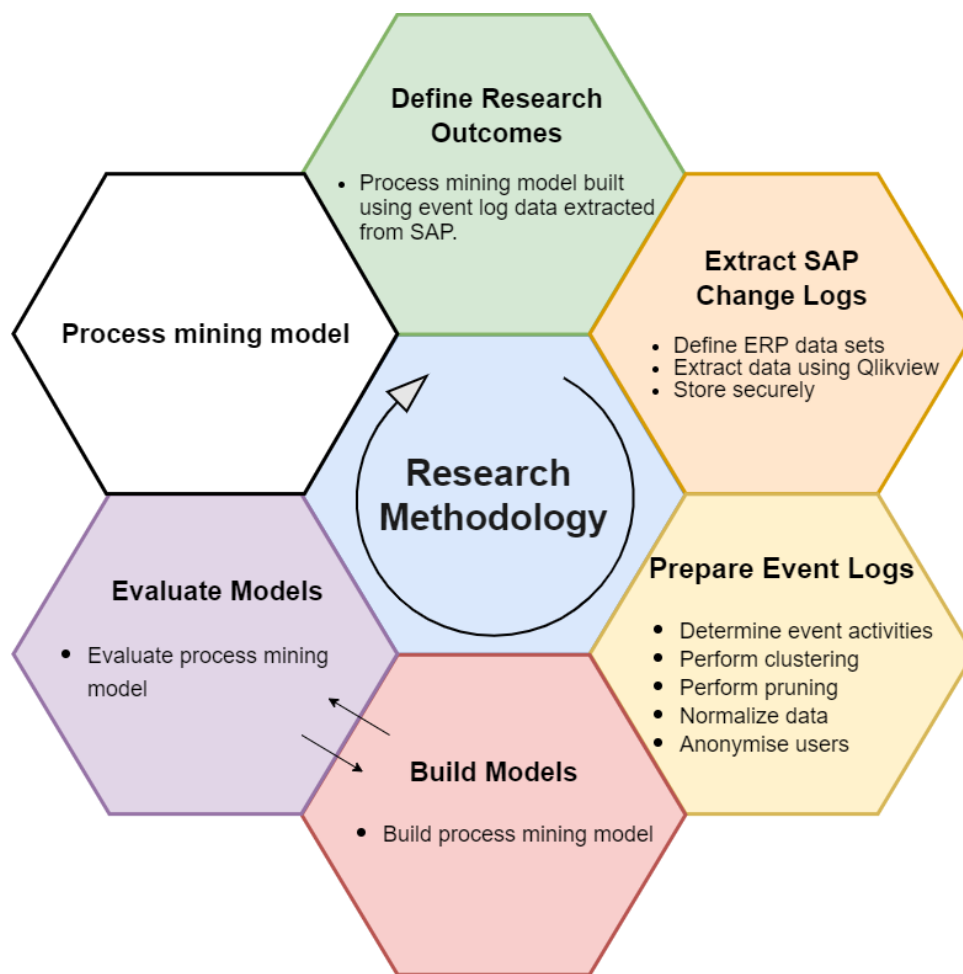 Define Research
Outcomes
• Process mining model built
using event log data extracted
from SAP.
Extract SAP
Change Logs
• Define ERP data sets
• Extract data using Qlikview
• Store securely
Prepare Event Logs
• Determine event activities
• Perform clustering
• Perform pruning
• Normalize data
• Anonymise users
Build Models
• Build process mining model
Evaluate Models
• Evaluate process mining
model
Process mining model
Research
Methodology